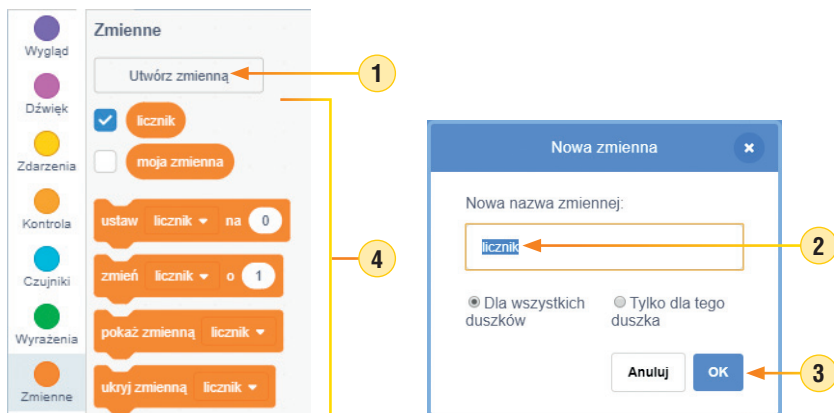 Wygląd
Dźwięk
Zdarzenia
Kontrola
Czujniki
Wyrażenia
Zmienne
Zmienne
Utwórz zmienną
licznik
moja zmienna
ustaw licznik na 0
zmień licznik o 1
pokaż zmienną licznik
ukryj zmienną licznik
1
4
Nowa zmienna
Nowa nazwa zmiennej:
licznik
Dla wszystkich duszków
Tylko dla tego duszka
Anuluj OK
2
3